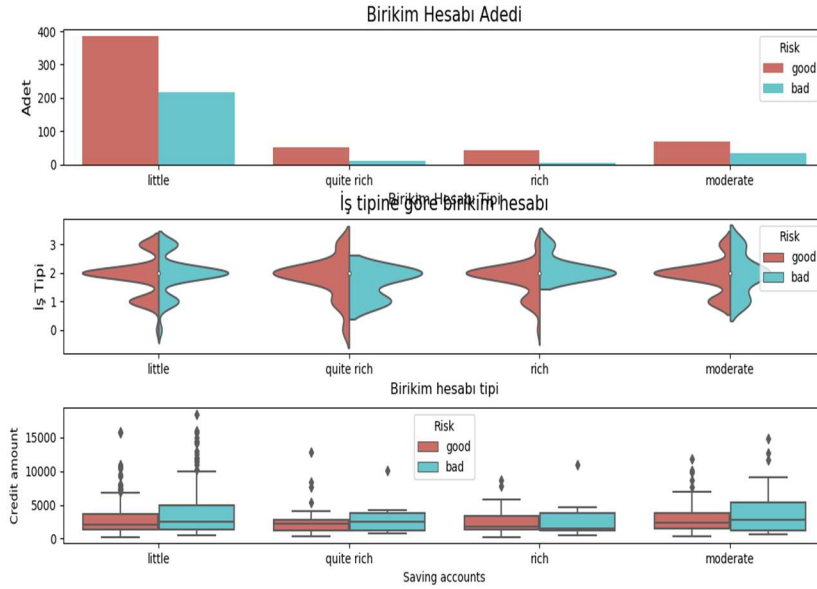 Birikim Hesabı Adedi
400
300
200
100
0
Adet
Risk
good
bad
little quite rich rich moderate
Birikim Hesabı Tipi
İş tipine göre birikim hesabı
3
2
1
0
İş Tipi
Risk
good
bad
little quite rich rich moderate
Birikim hesabı tipi
15000
10000
5000
0
Credit amount
Risk
good
bad
little quite rich rich moderate
Saving accounts